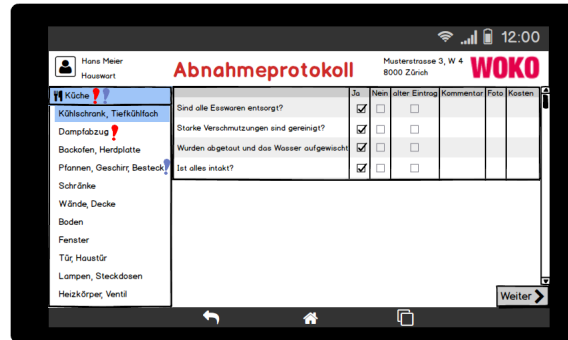 12:00
Hans Meier
Hauswart
Abnahmeprotokoll
Musterstrasse 3, W 4
8000 Zürich
WOKO
Küche
Ja Nein alter Eintrag Kommentar Foto Kosten
Kühlschrank, Tiefkühlfach
Dampfabzug
Backofen, Herdplatte
Pfannen, Geschirr, Besteck
Schränke
Wände, Decke
Boden
Fenster
Tür, Haustür
Lampen, Steckdosen
Heizkörper, Ventil
Sind alle Esswaren entsorgt?
Starke Verschmutzungen sind gereinigt?
Wurden abgetaut und das Wasser aufgewischt
Ist alles intakt?
Weiter